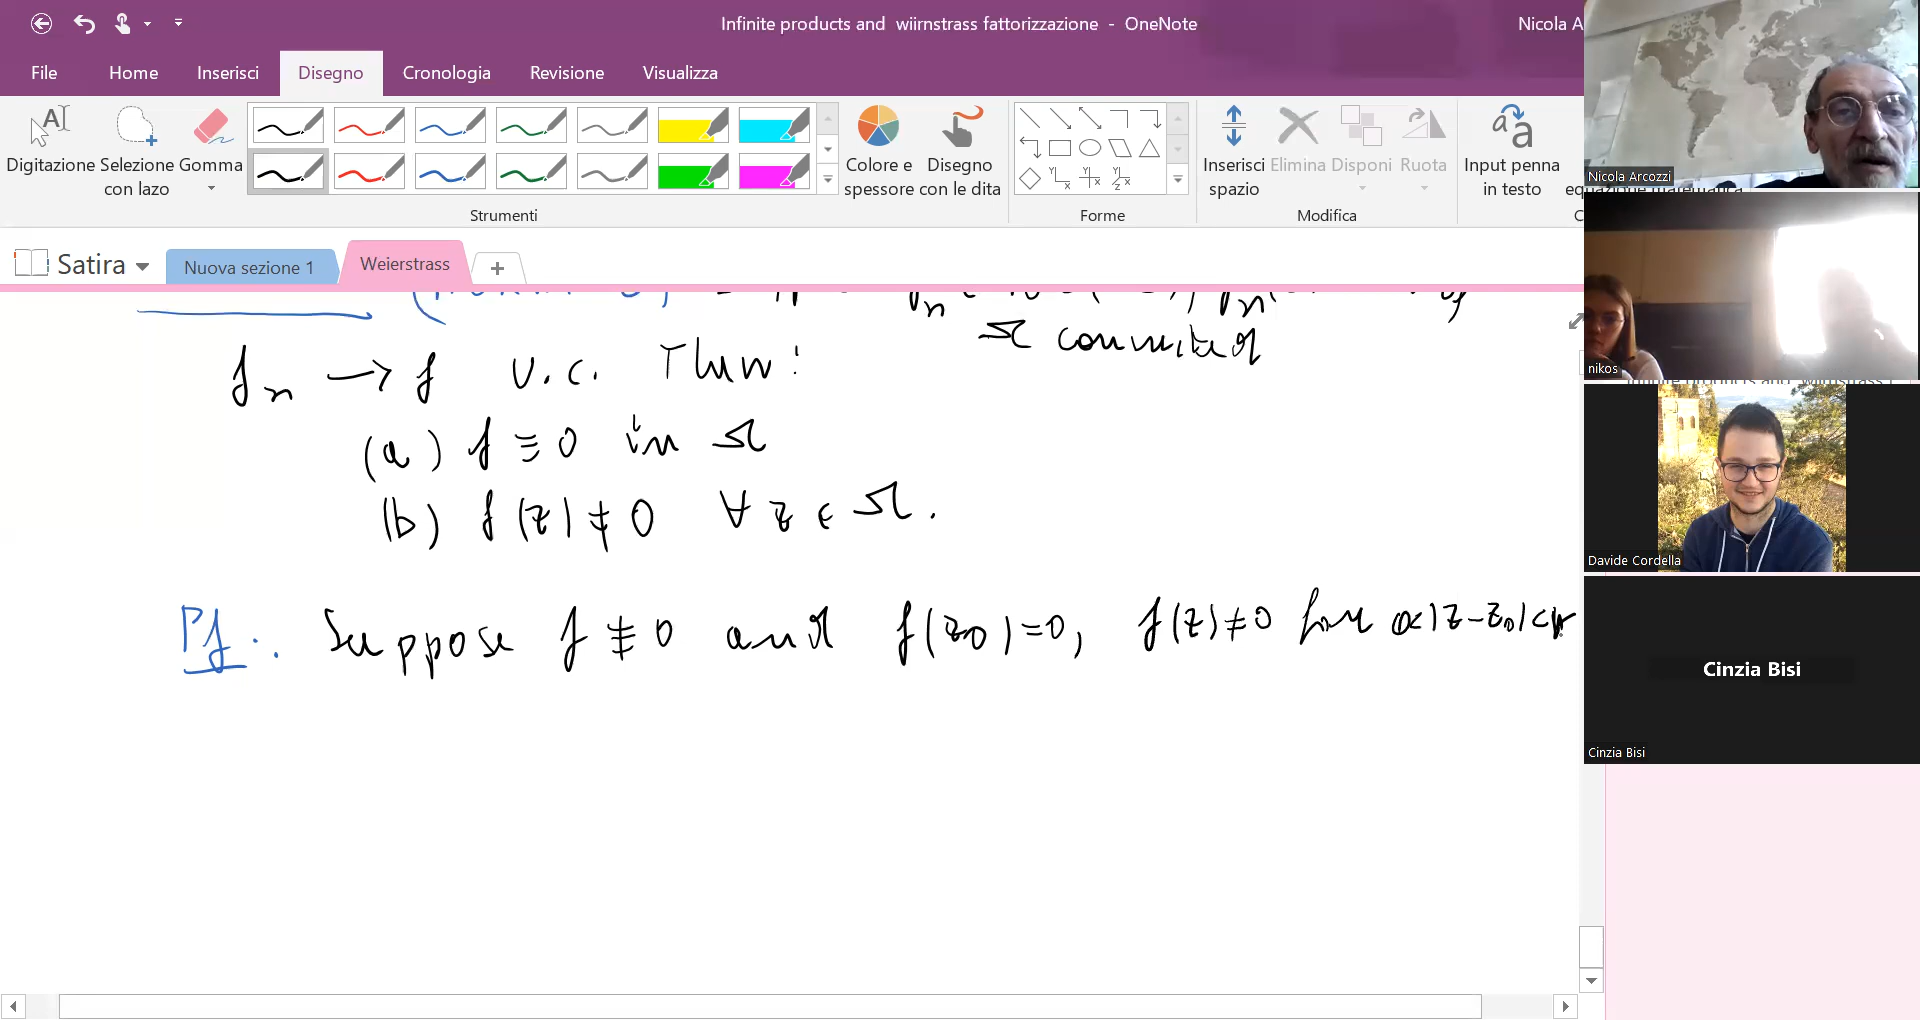 Infinite products and wiirnstrass fattorizzazione - OneNote
Nicola A
File Home Inserisci Disegno Cronologia Revisione Visualizza
Digitazione
Selezione con lazo
Gomma
Colore e spessore
Disegno con le dita
Inserisci spazio
Elimina
Disponi
Ruota
Input penna in testo
Strumenti
Forme
Modifica
Satira
Nuova sezione 1
Weierstrass
Ω connected
fn → f u.c. Then:
(a) f ≡ 0 in Ω
(b) f(z) ≠ 0 ∀ z ∈ Ω.
Pf.: Suppose f ≢ 0 and f(z0)=0, f(z)≠0 for 0<|z-z0|<r
Nicola Arcozzi
nikos
Davide Cordella
Cinzia Bisi
Cinzia Bisi